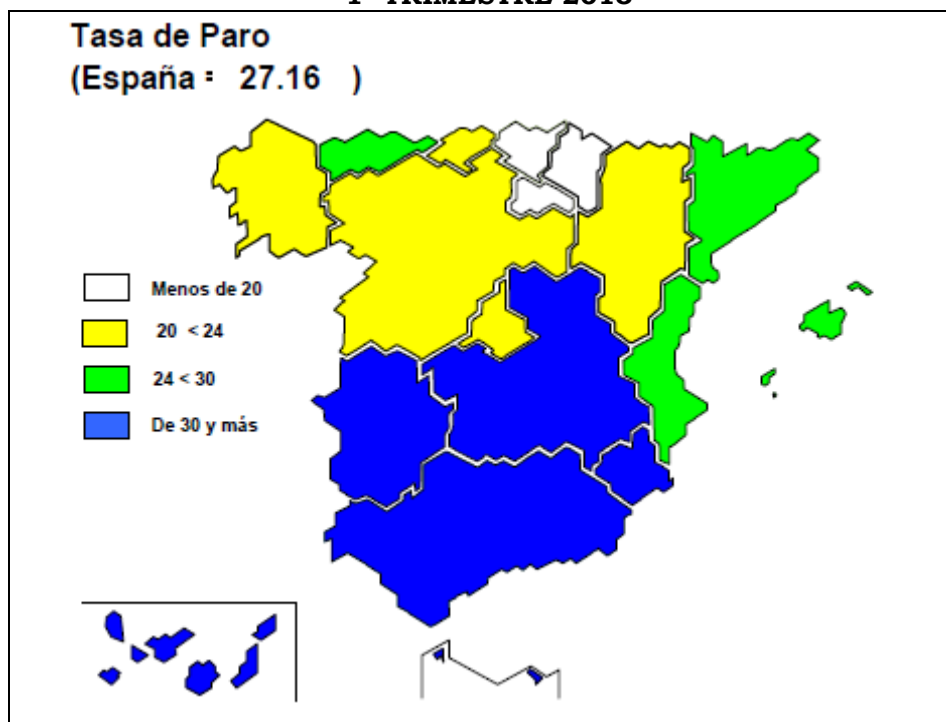 Tasa de Paro
(España = 27.16 )
Menos de 20
20 < 24
24 < 30
De 30 y más